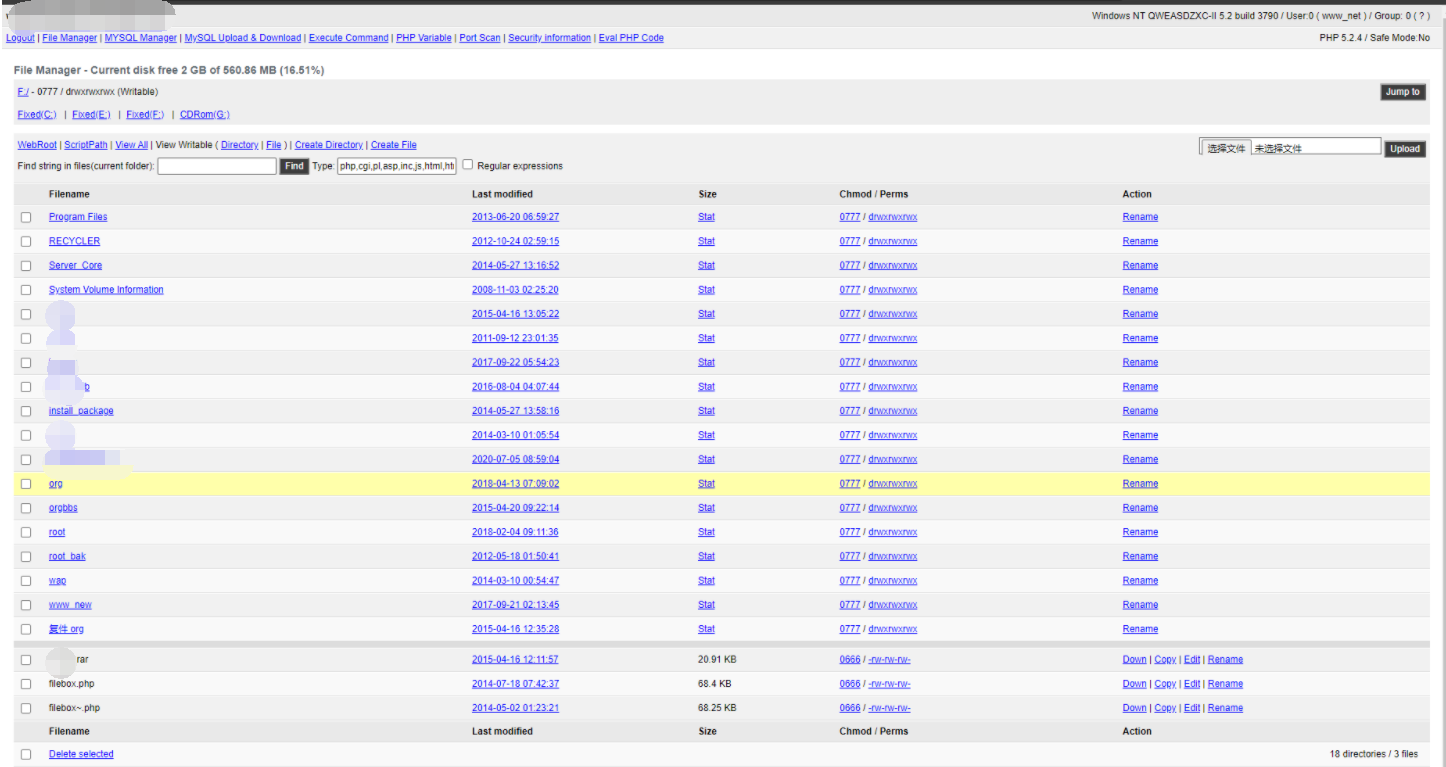 Windows NT QWEASDZXC-II 5.2 build 3790 / User:0 ( www_net ) / Group: 0 ( ? )
Logout | File Manager | MYSQL Manager | MySQL Upload & Download | Execute Command | PHP Variable | Port Scan | Security information | Eval PHP Code PHP 5.2.4 / Safe Mode:No
File Manager - Current disk free 2 GB of 560.86 MB (16.51%)
F:/ - 0777 / drwxrwxrwx (Writable) Jump to
Fixed(C:) | Fixed(E:) | Fixed(F:) | CDRom(G:)
WebRoot | ScriptPath | View All | View Writable ( Directory | File ) | Create Directory | Create File 选择文件 未选择文件 Upload
Find string in files(current folder): Find Type: php,cgi,pl,asp,inc,js,html,ht Regular expressions
Filename Last modified Size Chmod / Perms Action
Program Files 2013-06-20 06:59:27 Stat 0777 / drwxrwxrwx Rename
RECYCLER 2012-10-24 02:59:15 Stat 0777 / drwxrwxrwx Rename
Server_Core 2014-05-27 13:16:52 Stat 0777 / drwxrwxrwx Rename
System Volume Information 2008-11-03 02:25:20 Stat 0777 / drwxrwxrwx Rename
2015-04-16 13:05:22 Stat 0777 / drwxrwxrwx Rename
2011-09-12 23:01:35 Stat 0777 / drwxrwxrwx Rename
2017-09-22 05:54:23 Stat 0777 / drwxrwxrwx Rename
b 2016-08-04 04:07:44 Stat 0777 / drwxrwxrwx Rename
install_package 2014-05-27 13:58:16 Stat 0777 / drwxrwxrwx Rename
2014-03-10 01:05:54 Stat 0777 / drwxrwxrwx Rename
2020-07-05 08:59:04 Stat 0777 / drwxrwxrwx Rename
org 2018-04-13 07:09:02 Stat 0777 / drwxrwxrwx Rename
orgbbs 2015-04-20 09:22:14 Stat 0777 / drwxrwxrwx Rename
root 2018-02-04 09:11:36 Stat 0777 / drwxrwxrwx Rename
root_bak 2012-05-18 01:50:41 Stat 0777 / drwxrwxrwx Rename
wap 2014-03-10 00:54:47 Stat 0777 / drwxrwxrwx Rename
www_new 2017-09-21 02:13:45 Stat 0777 / drwxrwxrwx Rename
复件 org 2015-04-16 12:35:28 Stat 0777 / drwxrwxrwx Rename
rar 2015-04-16 12:11:57 20.91 KB 0666 / -rw-rw-rw- Down | Copy | Edit | Rename
filebox.php 2014-07-18 07:42:37 68.4 KB 0666 / -rw-rw-rw- Down | Copy | Edit | Rename
filebox~.php 2014-05-02 01:23:21 68.25 KB 0666 / -rw-rw-rw- Down | Copy | Edit | Rename
Filename Last modified Size Chmod / Perms Action
Delete selected 18 directories / 3 files